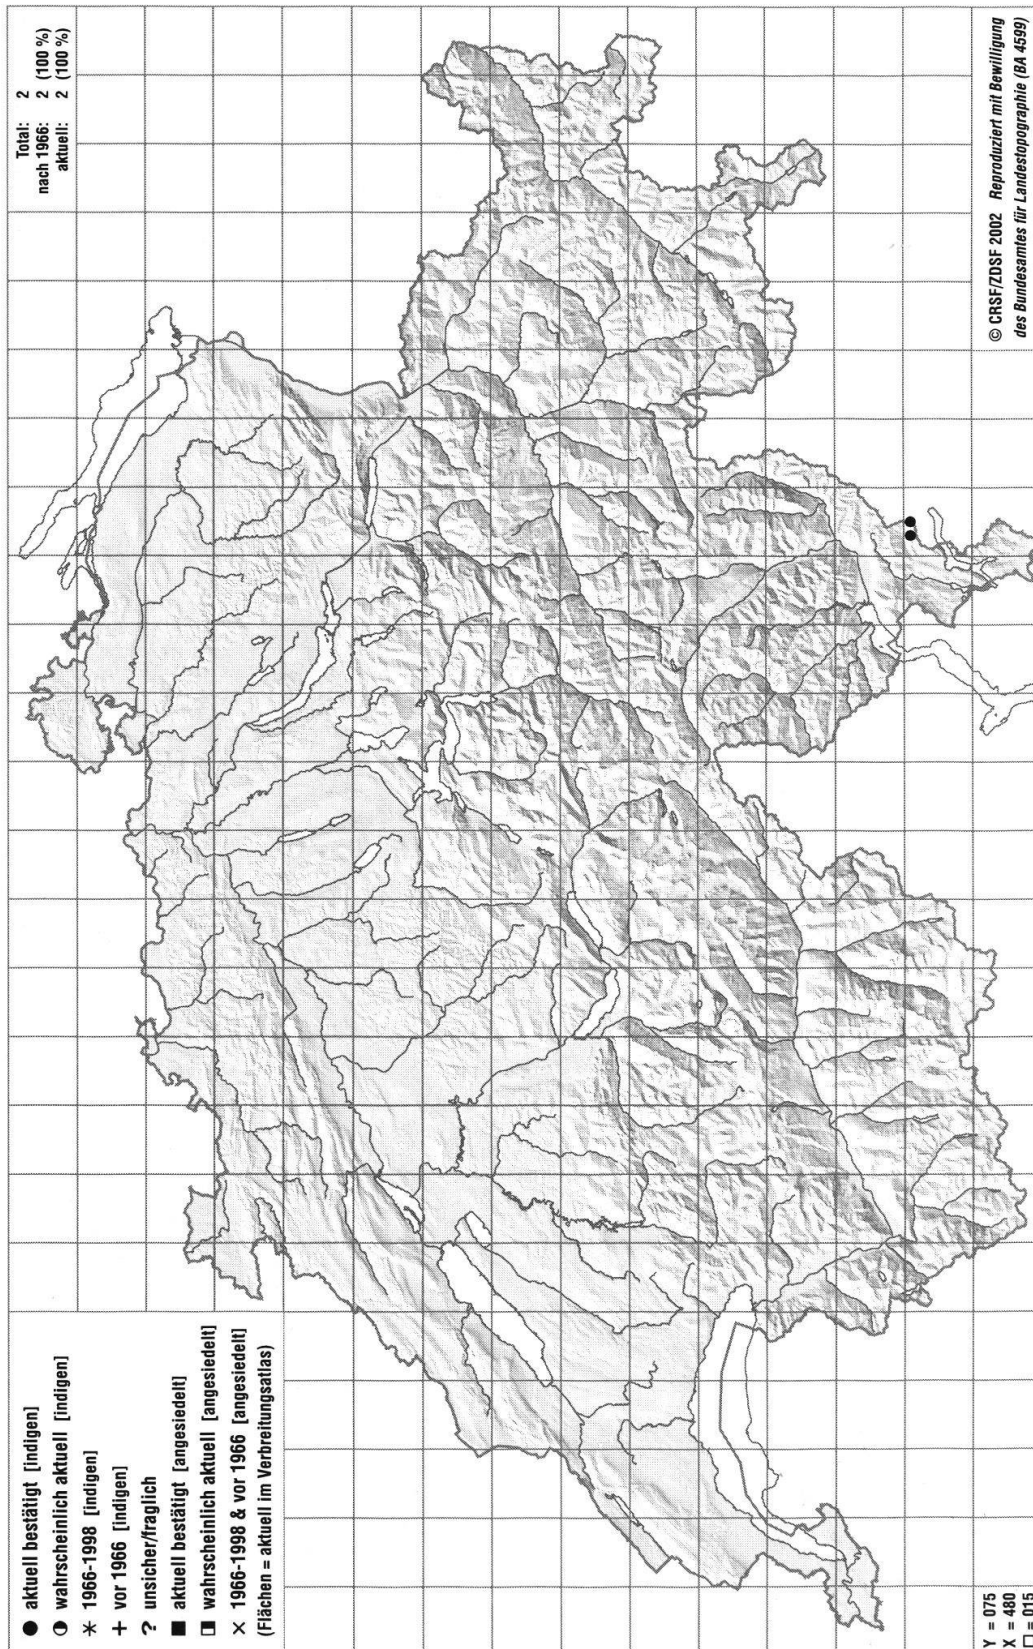 ● aktuell bestätigt [indigen]
◐ wahrscheinlich aktuell [indigen]
✳ 1966-1998 [indigen]
+ vor 1966 [indigen]
? unsicher/fraglich
■ aktuell bestätigt [angesiedelt]
◨ wahrscheinlich aktuell [angesiedelt]
× 1966-1998 & vor 1966 [angesiedelt]
(Flächen = aktuell im Verbreitungsatlas)
Total: 2
nach 1966: 2 (100 %)
aktuell: 2 (100 %)
Y = 075
X = 480
□ = 015
© CRSF/ZDSF 2002 Reproduziert mit Bewilligung
des Bundesamtes für Landestopographie (BA 4599)